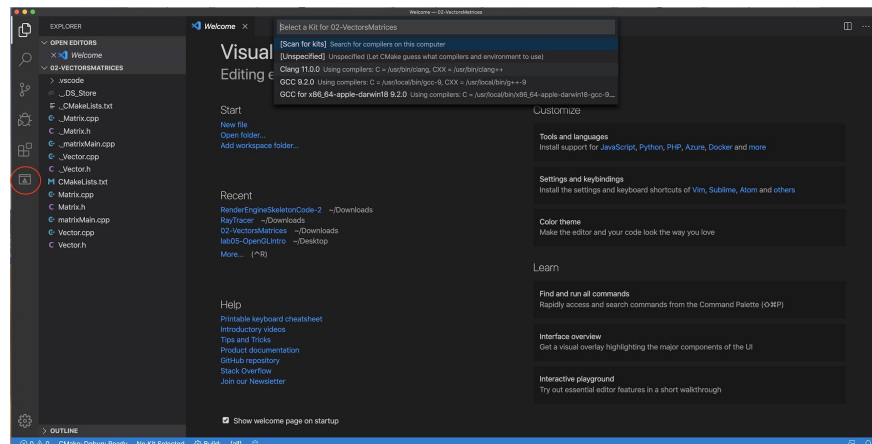 Welcome — 02-VectorsMatrices
EXPLORER
OPEN EDITORS
Welcome
02-VECTORSMATRICES
.vscode
._.DS_Store
._CMakeLists.txt
._Matrix.cpp
._Matrix.h
._matrixMain.cpp
._Vector.cpp
._Vector.h
CMakeLists.txt
Matrix.cpp
Matrix.h
matrixMain.cpp
Vector.cpp
Vector.h
OUTLINE
Welcome
Select a Kit for 02-VectorsMatrices
[Scan for kits] Search for compilers on this computer
[Unspecified] Unspecified (Let CMake guess what compilers and environment to use)
Clang 11.0.0 Using compilers: C = /usr/bin/clang, CXX = /usr/bin/clang++
GCC 9.2.0 Using compilers: C = /usr/local/bin/gcc-9, CXX = /usr/local/bin/g++-9
GCC for x86_64-apple-darwin18 9.2.0 Using compilers: C = /usr/local/bin/x86_64-apple-darwin18-gcc-9...
Visual
Editing e
Start
New file
Open folder...
Add workspace folder...
Recent
RenderEngineSkeletonCode-2 ~/Downloads
RayTracer ~/Downloads
02-VectorsMatrices ~/Downloads
lab05-OpenGLIntro ~/Desktop
More... (^R)
Help
Printable keyboard cheatsheet
Introductory videos
Tips and Tricks
Product documentation
GitHub repository
Stack Overflow
Join our Newsletter
Show welcome page on startup
Customize
Tools and languages
Install support for JavaScript, Python, PHP, Azure, Docker and more
Settings and keybindings
Install the settings and keyboard shortcuts of Vim, Sublime, Atom and others
Color theme
Make the editor and your code look the way you love
Learn
Find and run all commands
Rapidly access and search commands from the Command Palette (⇧⌘P)
Interface overview
Get a visual overlay highlighting the major components of the UI
Interactive playground
Try out essential editor features in a short walkthrough
0 0 CMake: Debug: Ready No Kit Selected Build [all]